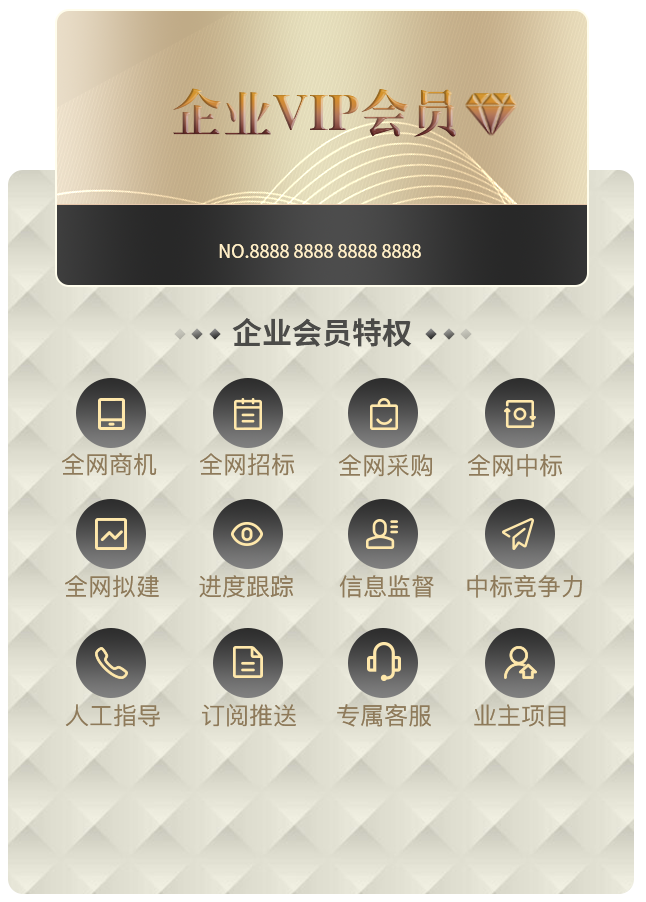 企业VIP会员
NO.8888 8888 8888 8888
企业会员特权
全网商机 全网招标 全网采购 全网中标
全网拟建 进度跟踪 信息监督 中标竞争力
人工指导 订阅推送 专属客服 业主项目